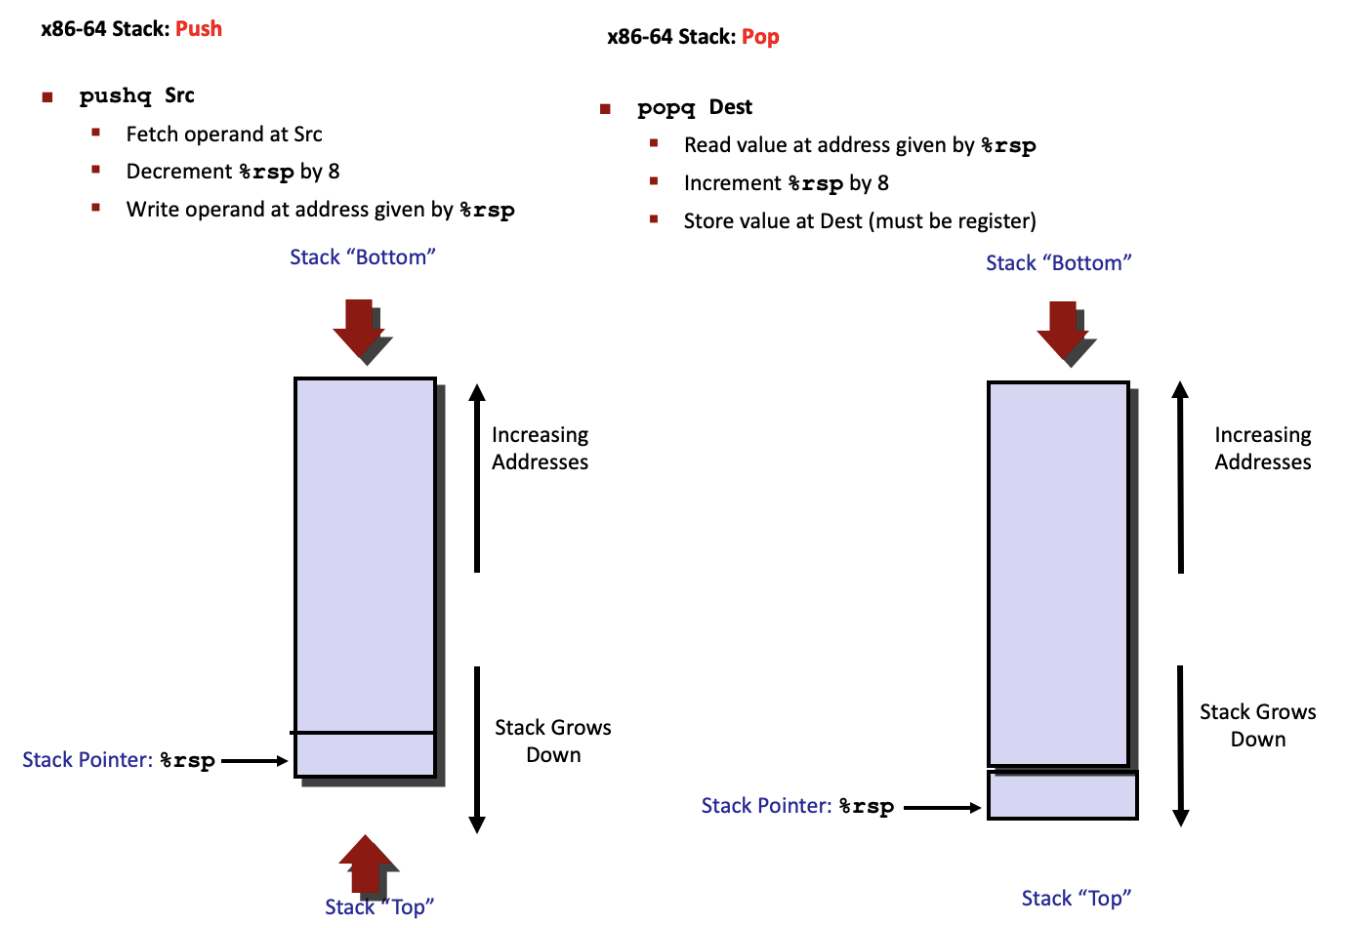 x86-64 Stack: Push
pushq Src
Fetch operand at Src
Decrement %rsp by 8
Write operand at address given by %rsp
Stack “Bottom”
Increasing
Addresses
Stack Grows
Down
Stack Pointer: %rsp
Stack “Top”
x86-64 Stack: Pop
popq Dest
Read value at address given by %rsp
Increment %rsp by 8
Store value at Dest (must be register)
Stack “Bottom”
Increasing
Addresses
Stack Grows
Down
Stack Pointer: %rsp
Stack “Top”